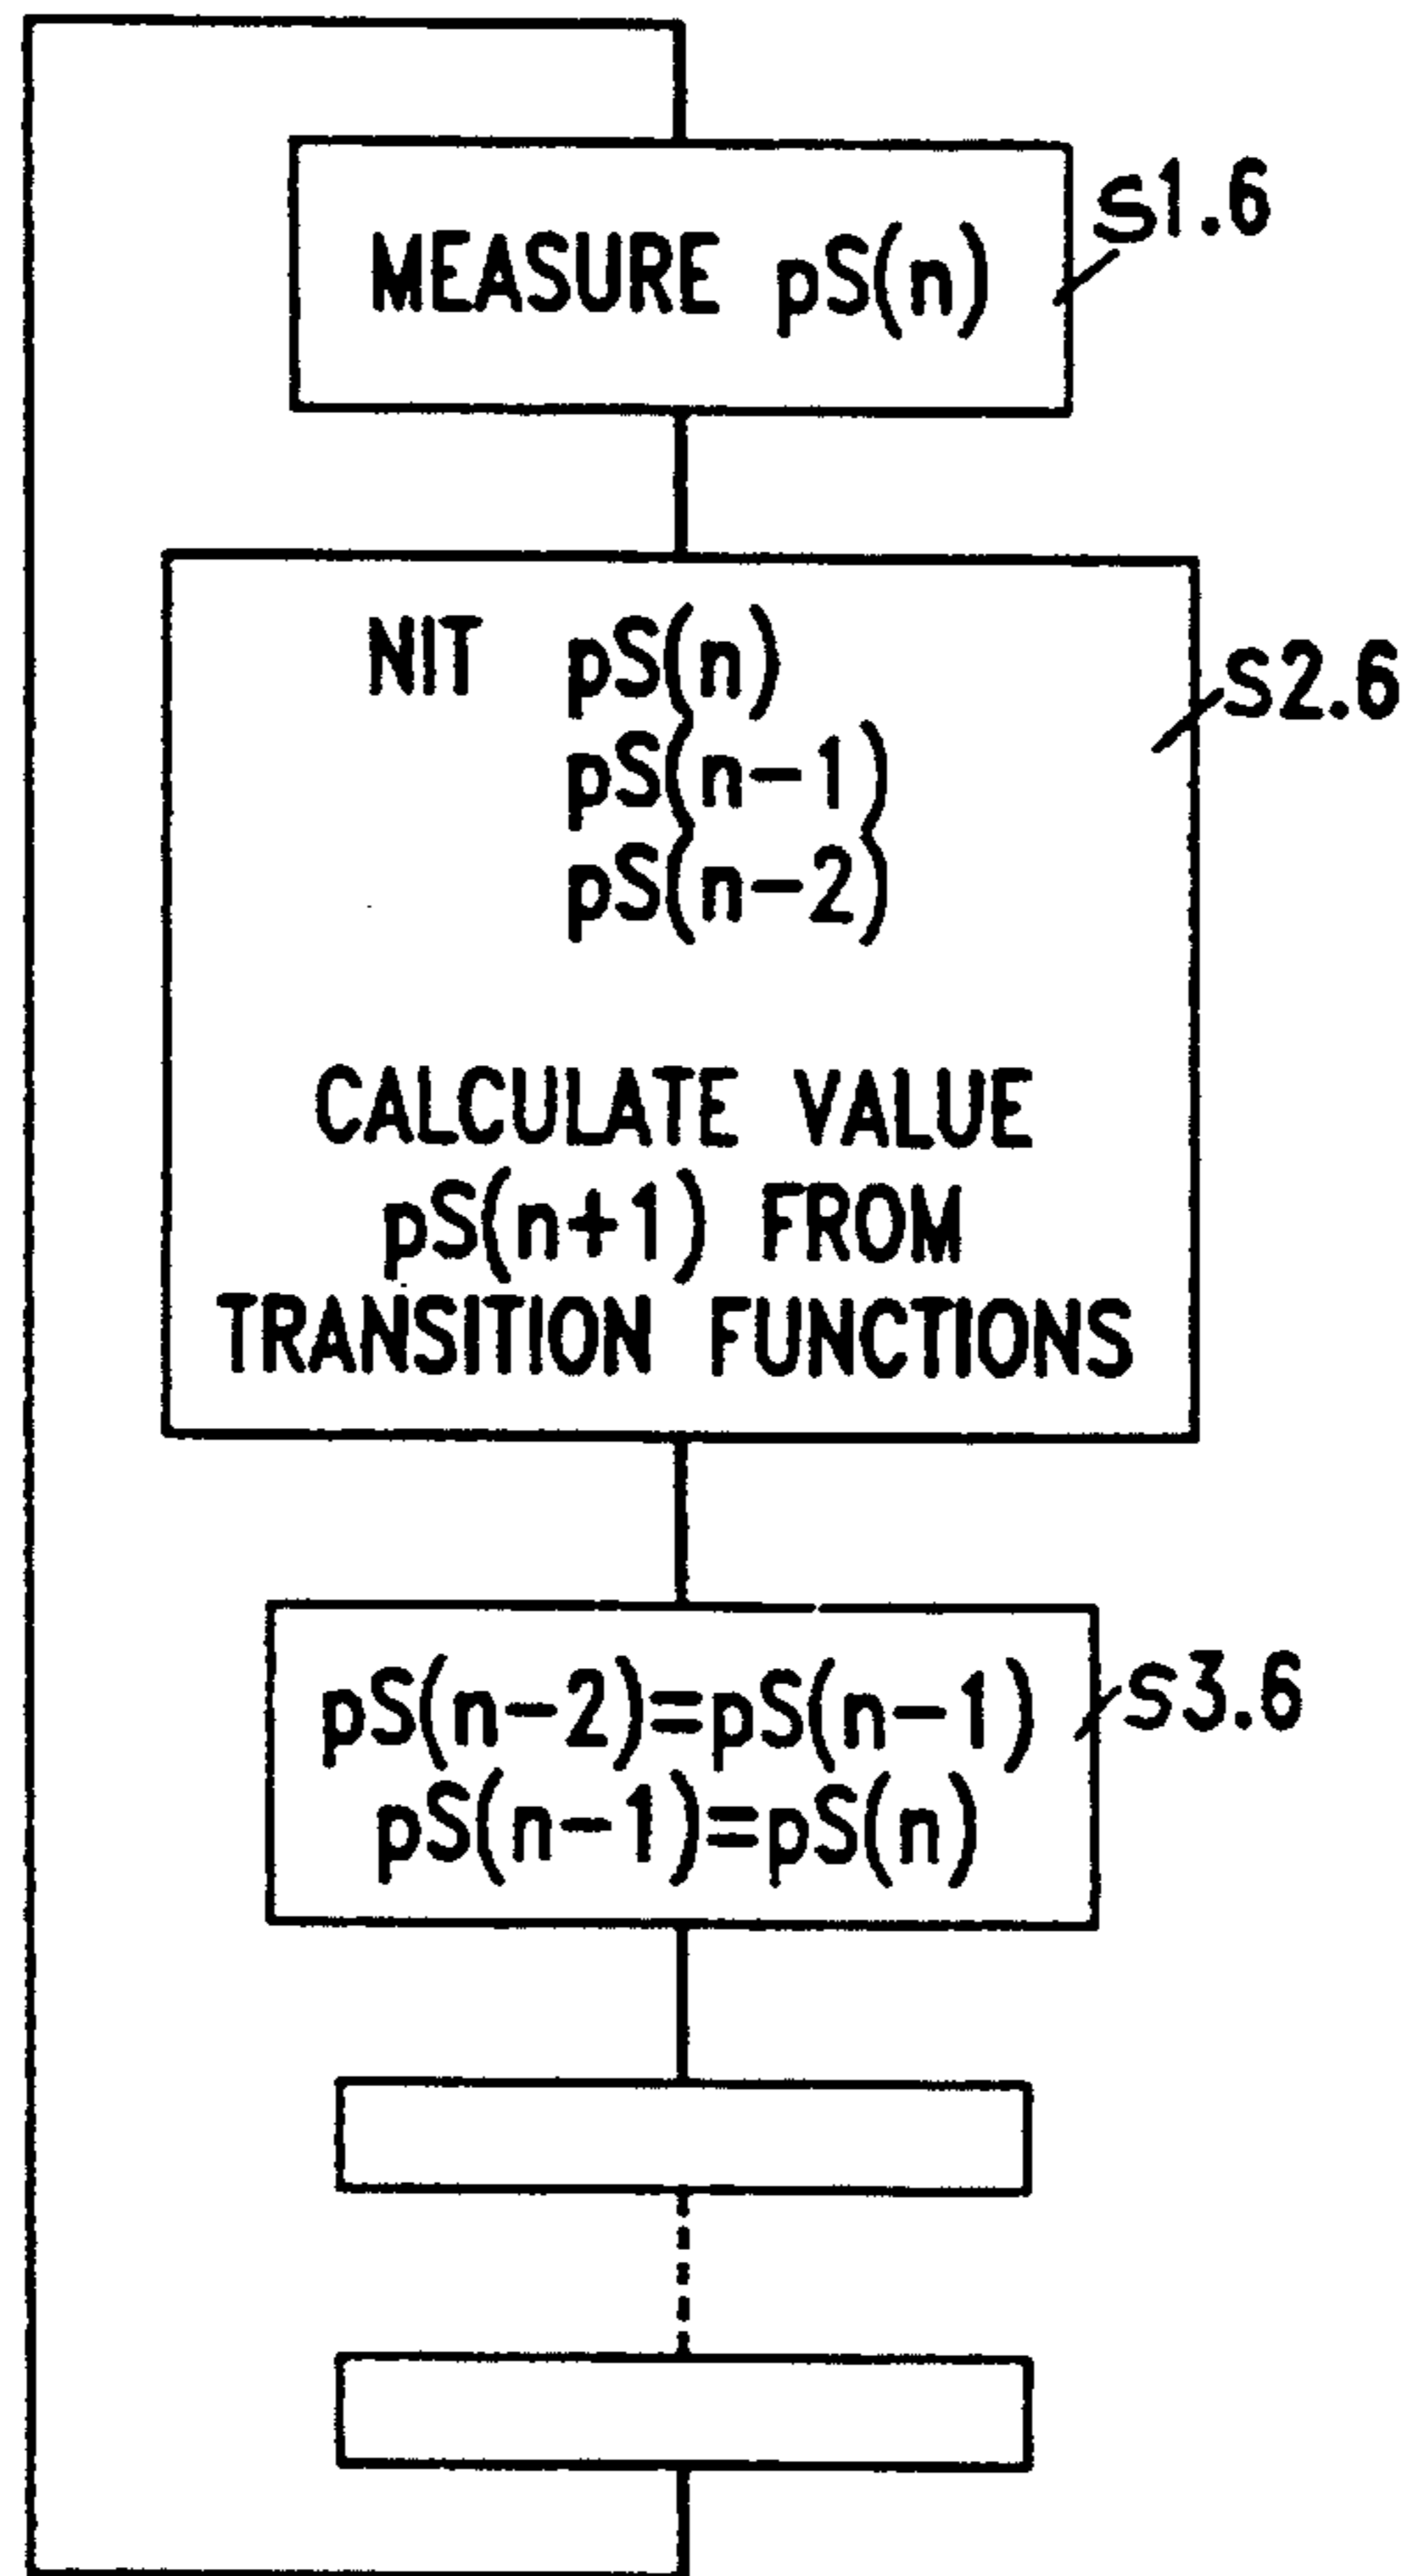 MEASURE pS(n)
S1.6
NIT pS(n)
pS(n-1)
pS(n-2)
S2.6
CALCULATE VALUE
pS(n+1) FROM
TRANSITION FUNCTIONS
pS(n-2)=pS(n-1)
pS(n-1)=pS(n)
S3.6